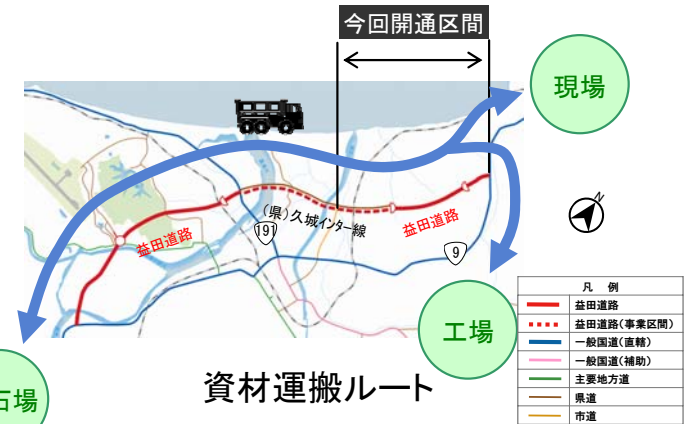 今回開通区間
現場
N
益田道路
(県)久城インター線
191
益田道路
9
工場
石場
資材運搬ルート
凡 例
益田道路
益田道路(事業区間)
一般国道(直轄)
一般国道(補助)
主要地方道
県道
市道